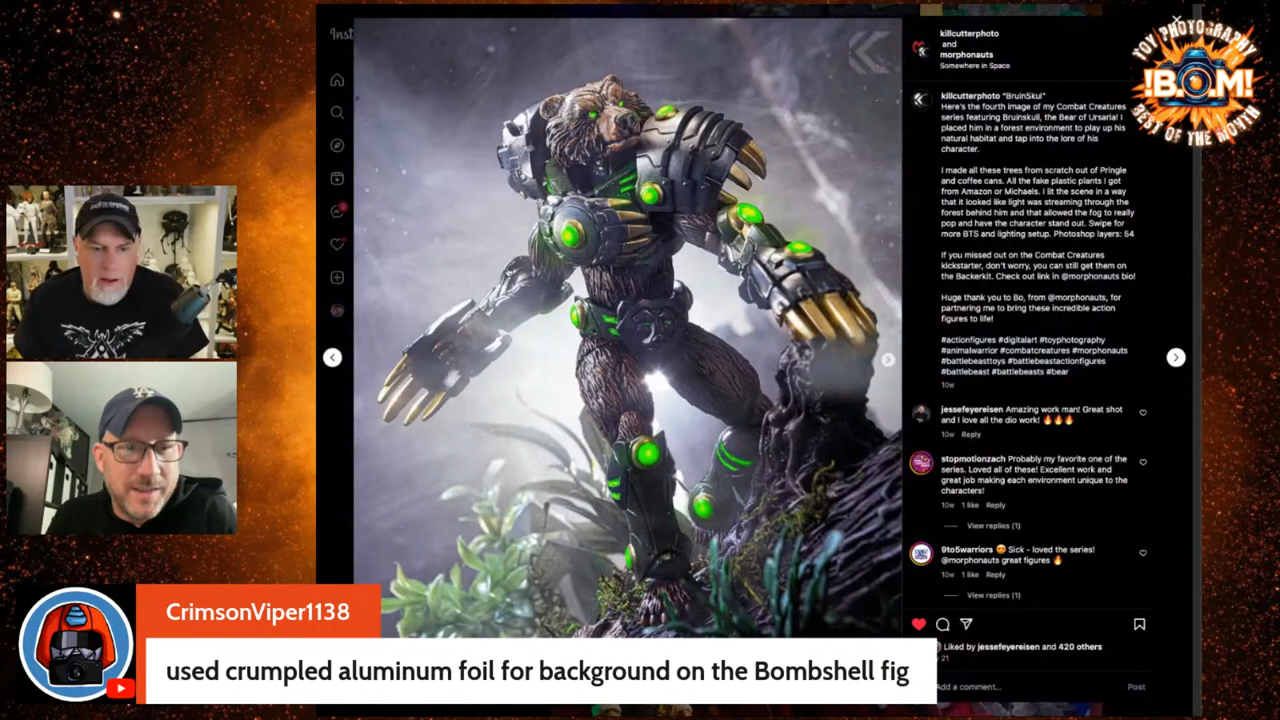 Inst
killcutterphoto
and
morphonauts
Somewhere in Space
TOY PHOTOGRAPHY
!B.O.M!
BEST OF THE MONTH
killcutterphoto "BruinSkul"
Here's the fourth image of my Combat Creatures
series featuring Bruinskull, the Bear of Ursarla! I
placed him in a forest environment to play up his
natural habitat and tap into the lore of his
character.
I made all these trees from scratch out of Pringle
and coffee cans. All the fake plastic plants I got
from Amazon or Michaels. I lit the scene in a way
that it looked like light was streaming through the
forest behind him and that allowed the fog to really
pop and have the character stand out. Swipe for
more BTS and lighting setup. Photoshop layers: 54
If you missed out on the Combat Creatures
kickstarter, don't worry, you can still get them on
the Backerkit. Check out link in @morphonauts bio!
Huge thank you to Bo, from @morphonauts, for
partnering me to bring these incredible action
figures to life!
#actionfigures #digitalart #toyphotography
#animalwarrior #combatcreatures #morphonauts
#battlebeasttoys #battlebeastactionfigures
#battlebeast #battlebeasts #bear
10w
jessefeyereisen Amazing work man! Great shot
and I love all the dio work! 🔥🔥🔥
10w Reply
stopmotionzach Probably my favorite one of the
series. Loved all of these! Excellent work and
great job making each environment unique to the
characters!
10w 1 like Reply
View replies (1)
9to5warriors 😍 Sick - loved the series!
@morphonauts great figures 🔥
10w 1 like Reply
View replies (1)
Liked by jessefeyereisen and 420 others
21
Add a comment...
Post
CrimsonViper1138
used crumpled aluminum foil for background on the Bombshell fig